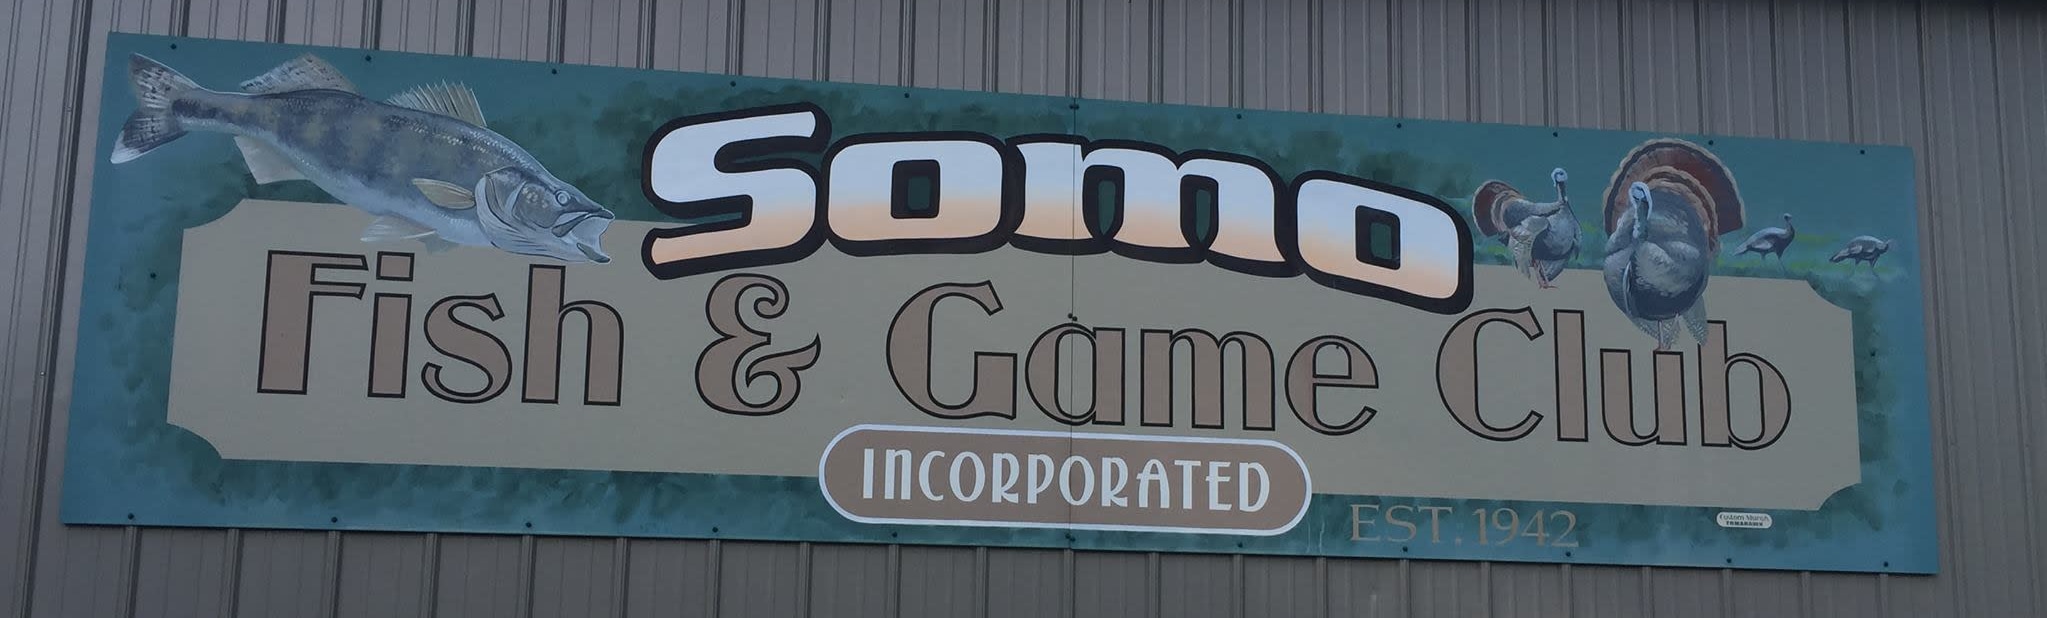 Somo
Fish & Game Club
INCORPORATED
EST. 1942